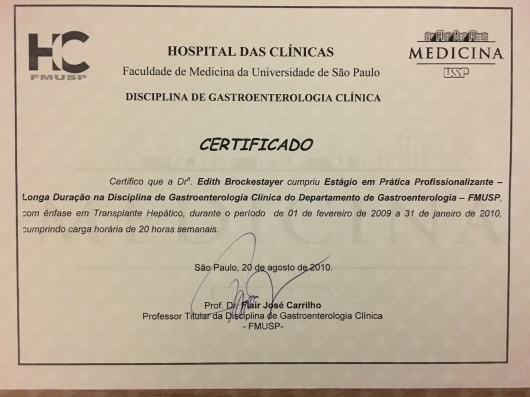 HC
FMUSP
HOSPITAL DAS CLÍNICAS
Faculdade de Medicina da Universidade de São Paulo
DISCIPLINA DE GASTROENTEROLOGIA CLÍNICA
MEDICINA
USP
CERTIFICADO
Certifico que a Drª. Edith Brockestayer cumpriu Estágio em Prática Profissionalizante –
Longa Duração na Disciplina de Gastroenterologia Clínica do Departamento de Gastroenterologia – FMUSP,
com ênfase em Transplante Hepático, durante o período de 01 de fevereiro de 2009 a 31 de janeiro de 2010,
cumprindo carga horária de 20 horas semanais.
São Paulo, 20 de agosto de 2010.
Prof. Dr. Flair José Carrilho
Professor Titular da Disciplina de Gastroenterologia Clínica
- FMUSP-